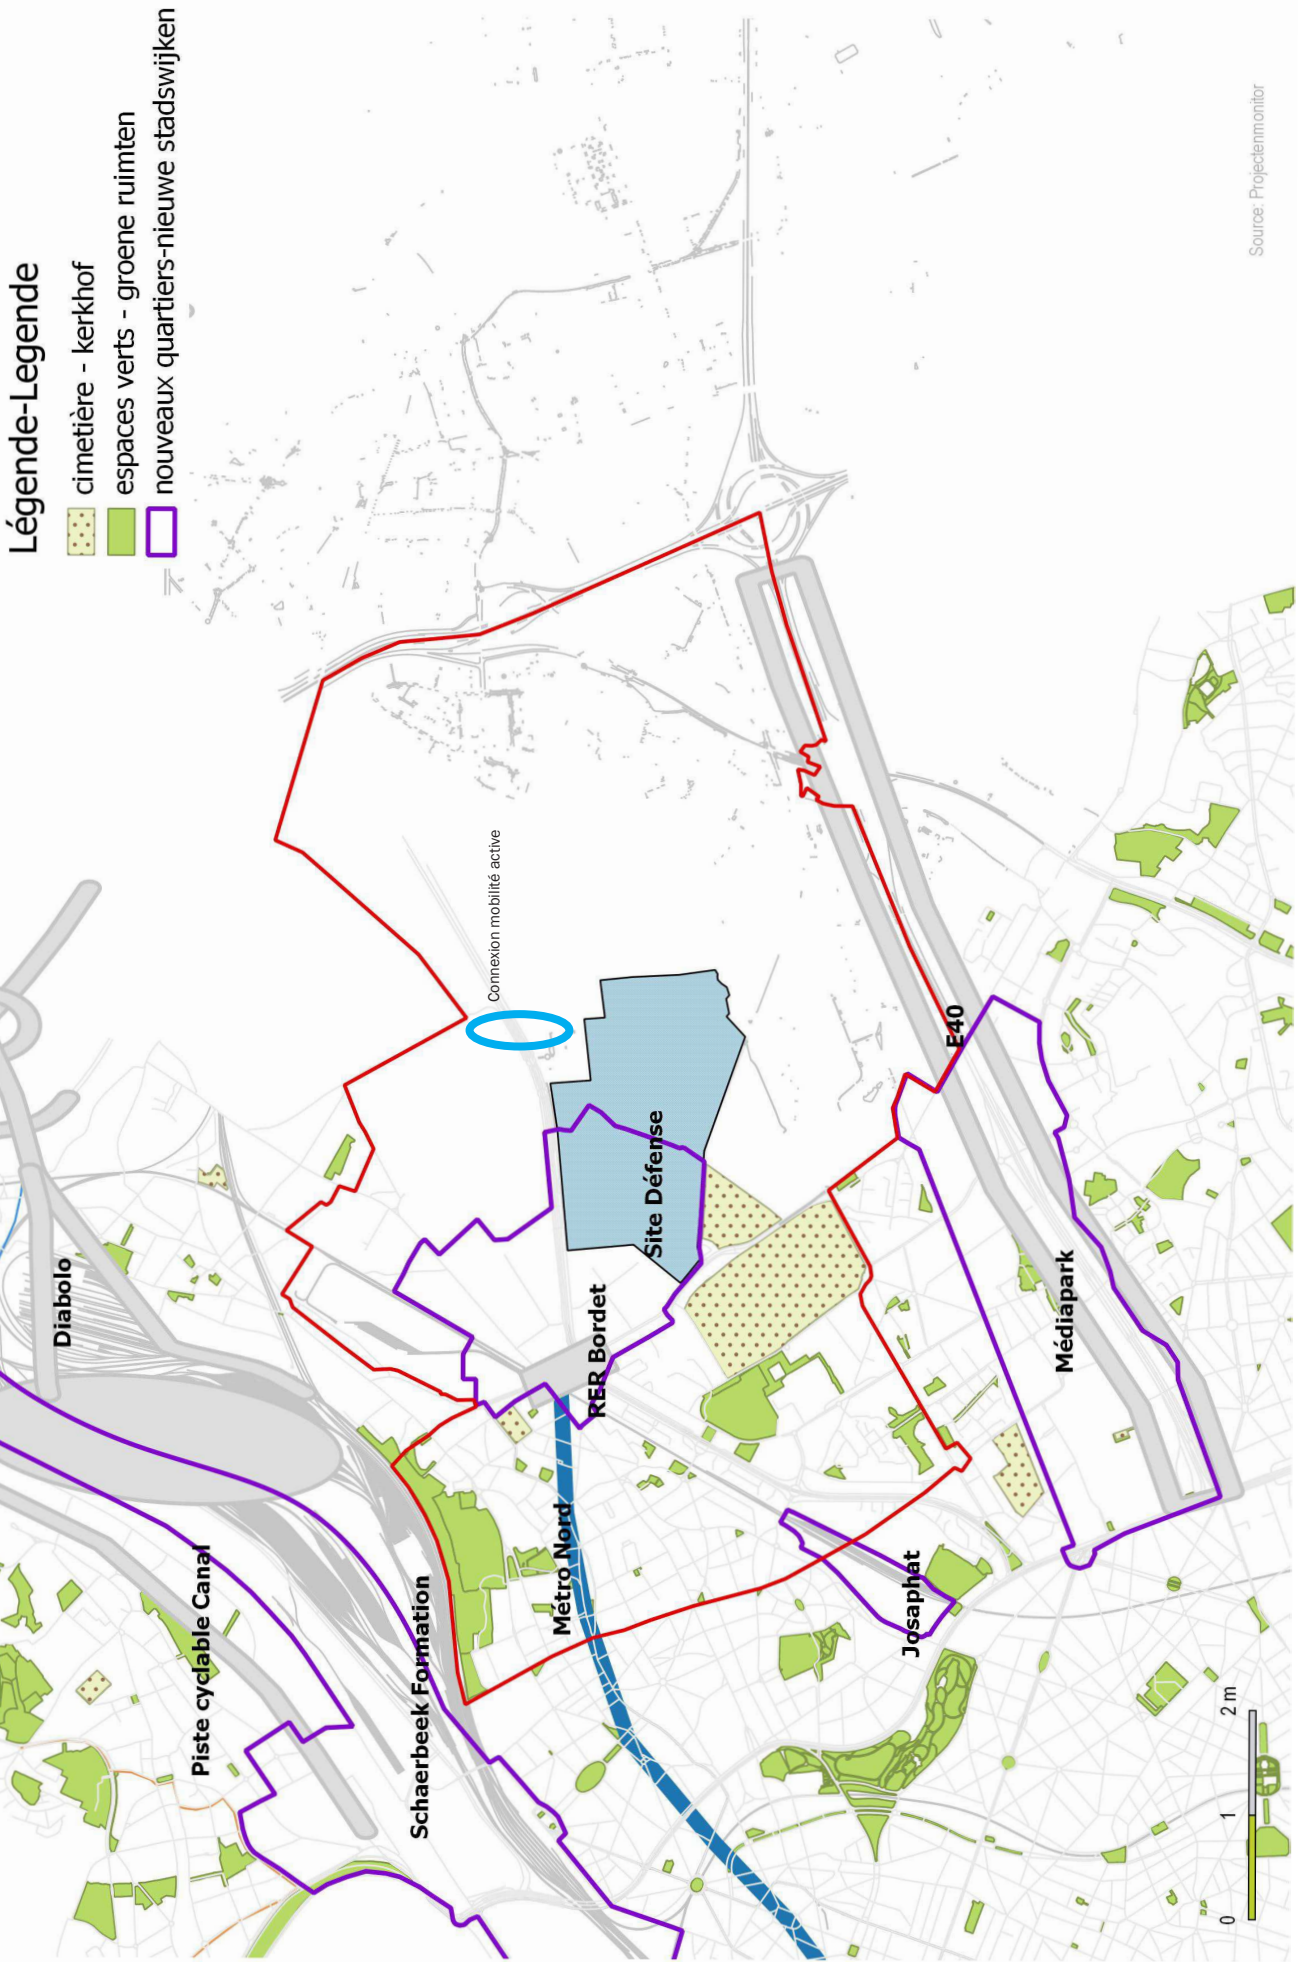 Légende-Legende
cimetière - kerkhof
espaces verts - groene ruimten
nouveaux quartiers-nieuwe stadswijken
Diabolo
Piste cyclable Canal
Schaerbeek Formation
Connexion mobilité active
Métro Nord
RER Bordet
Site Défense
Josaphat
E40
Médiapark
0 1 2 m
Source: Projectenmonitor